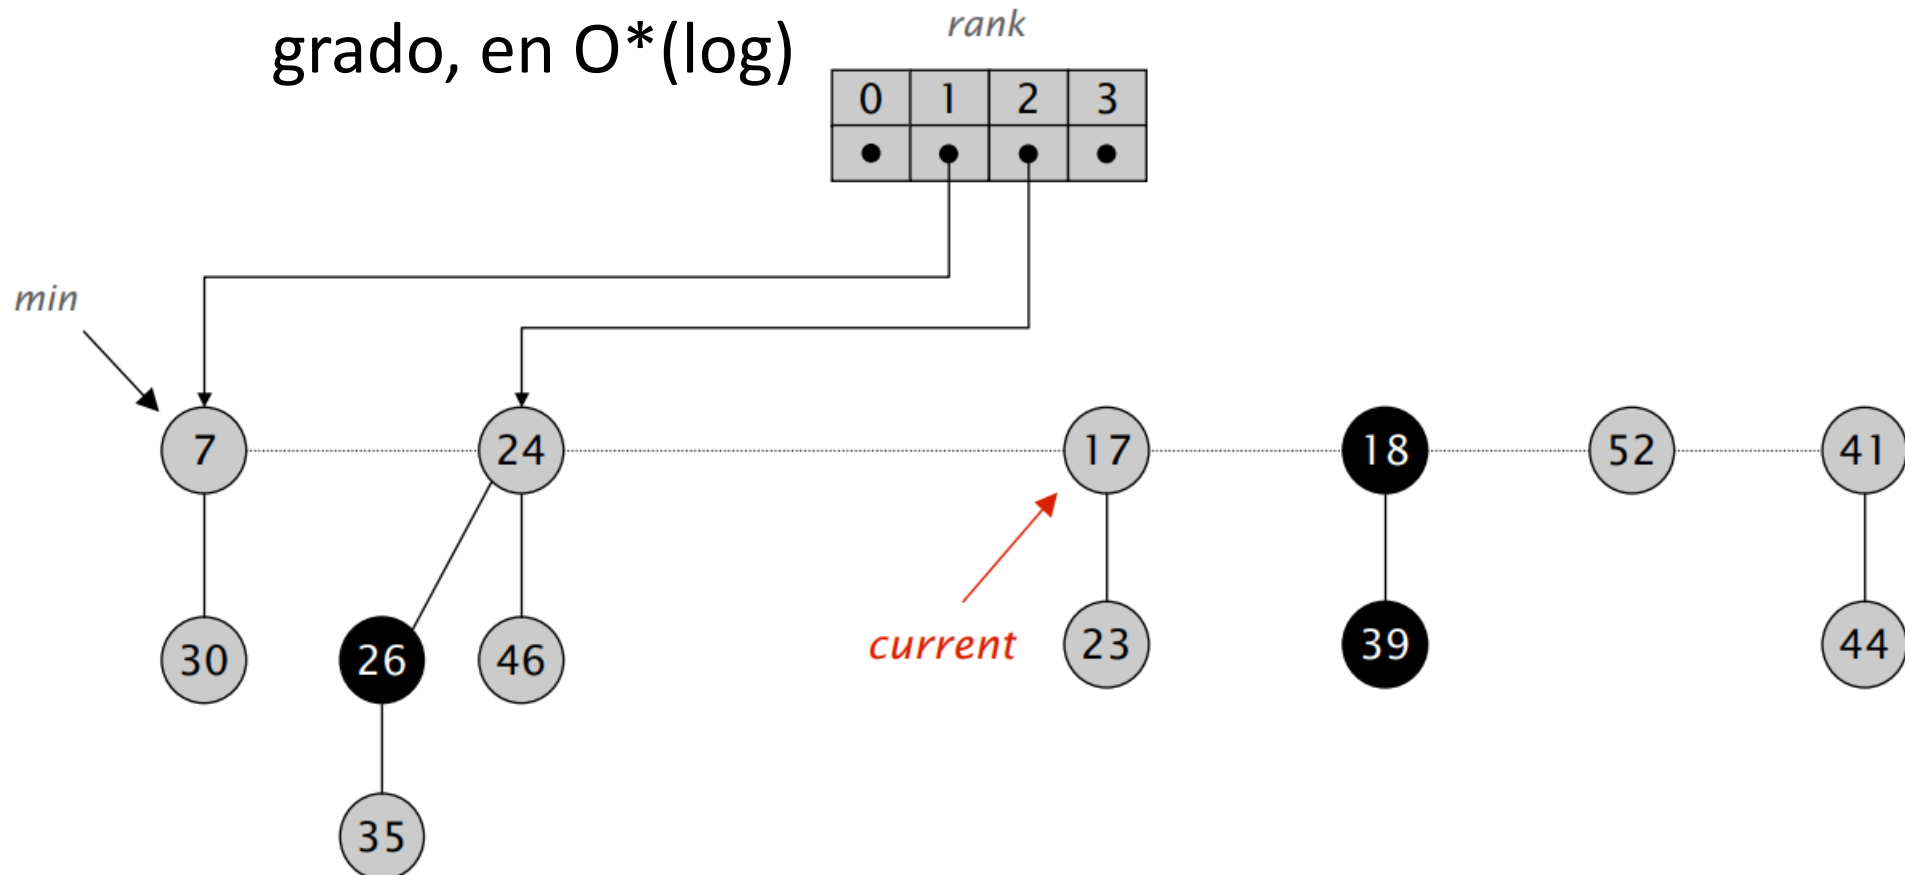 rank
grado, en O*(log)
0 1 2 3
min
7 24 17 18 52 41
current
30 26 46 23 39 44
35